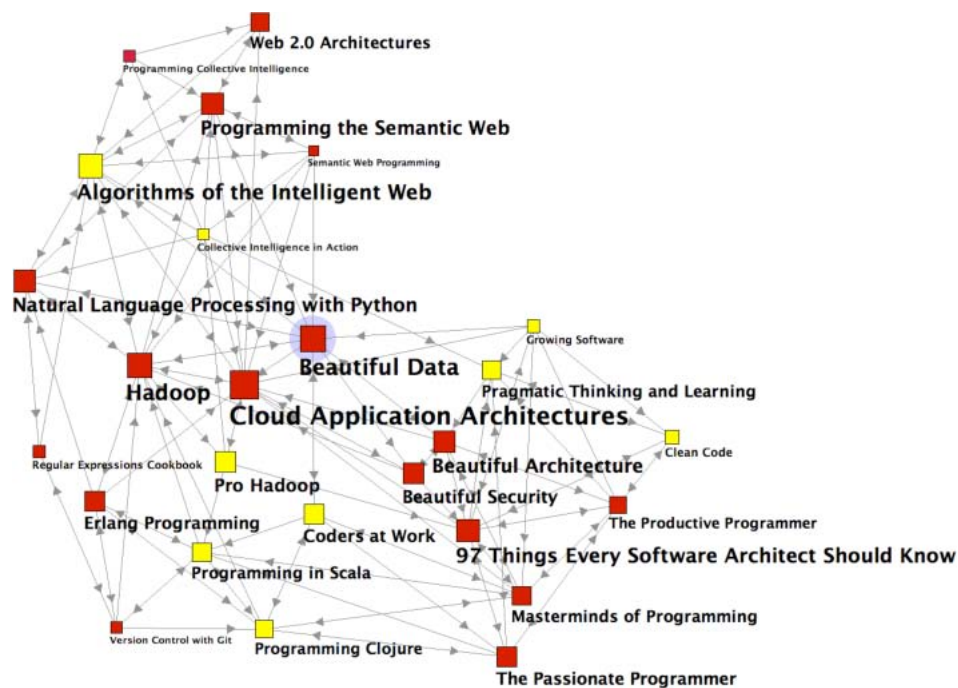 Web 2.0 Architectures
Programming Collective Intelligence
Programming the Semantic Web
Semantic Web Programming
Algorithms of the Intelligent Web
Collective Intelligence in Action
Natural Language Processing with Python
Growing Software
Beautiful Data
Hadoop
Pragmatic Thinking and Learning
Cloud Application Architectures
Clean Code
Regular Expressions Cookbook
Beautiful Architecture
Pro Hadoop
Beautiful Security
Erlang Programming
The Productive Programmer
Coders at Work
97 Things Every Software Architect Should Know
Programming in Scala
Masterminds of Programming
Version Control with Git
Programming Clojure
The Passionate Programmer